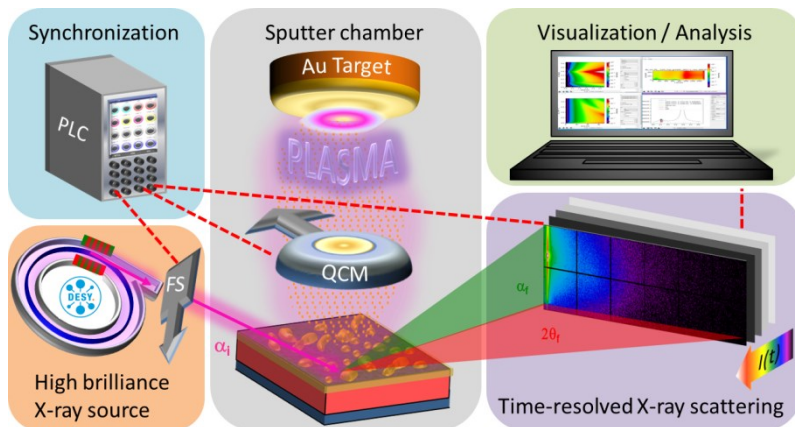 Synchronization
PLC
Sputter chamber
Au Target
PLASMA
QCM
Visualization / Analysis
DESY.
FS
High brilliance
X-ray source
αi
αf
2θf
I(t)
Time-resolved X-ray scattering